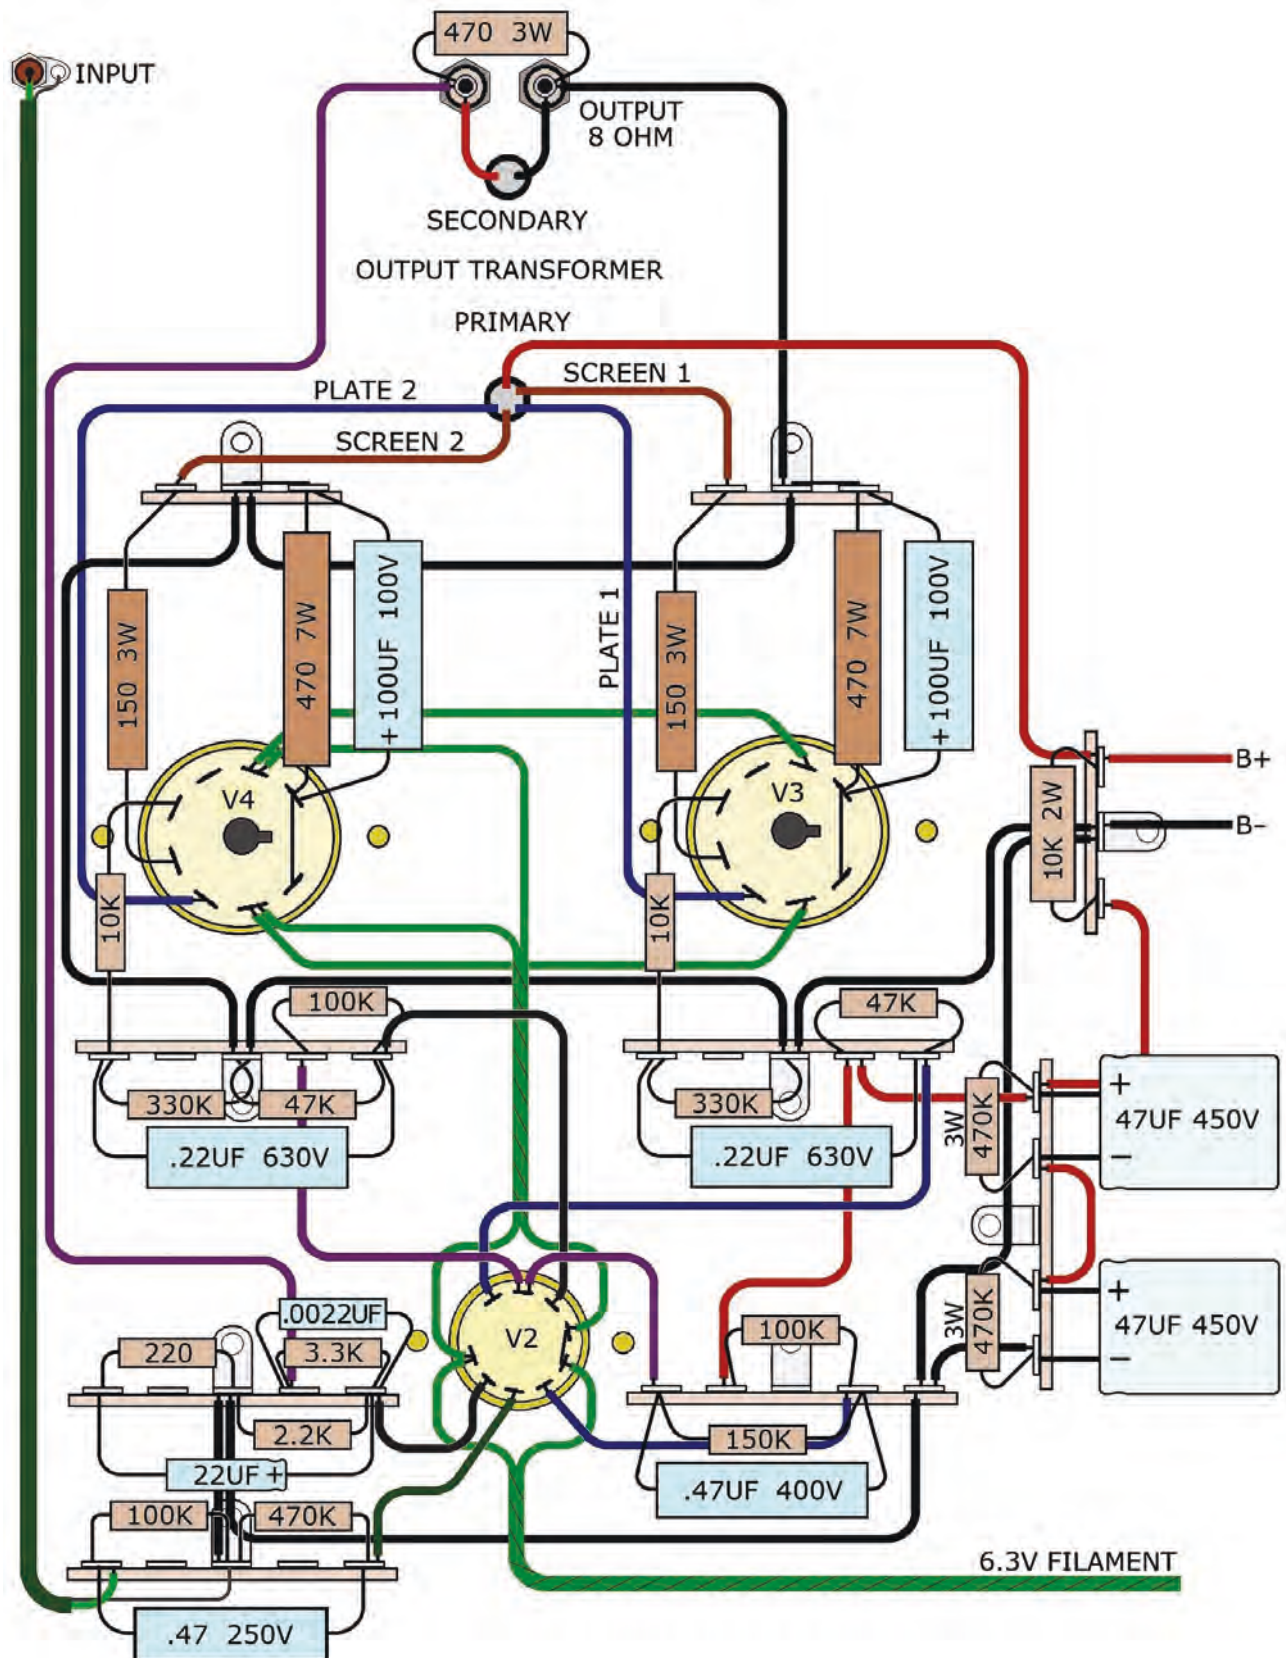 470 3W
INPUT
OUTPUT
8 OHM
SECONDARY
OUTPUT TRANSFORMER
PRIMARY
SCREEN 1
PLATE 2
SCREEN 2
150 3W
470 7W
+100UF 100V
PLATE 1
150 3W
470 7W
+100UF 100V
V4
V3
B+
B-
10K 2W
10K
10K
100K
47K
330K
47K
330K
.22UF 630V
.22UF 630V
3W
470K
+
47UF 450V
−
.0022UF
220
3.3K
V2
100K
3W
470K
+
47UF 450V
−
2.2K
150K
22UF +
.47UF 400V
100K
470K
6.3V FILAMENT
.47 250V